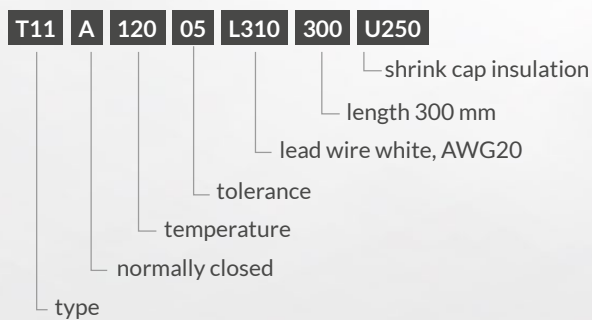 T11 A 120 05 L310 300 U250
shrink cap insulation
length 300 mm
lead wire white, AWG20
tolerance
temperature
normally closed
type